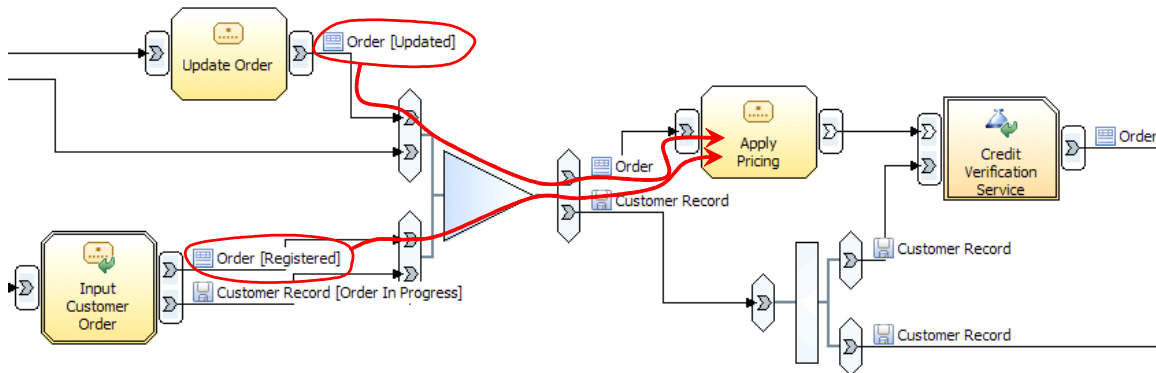 Order [Updated]
Update Order
Order
Apply
Pricing
Credit
Verification
Service
Order
Customer Record
Order [Registered]
Input
Customer
Order
Customer Record [Order In Progress]
Customer Record
Customer Record